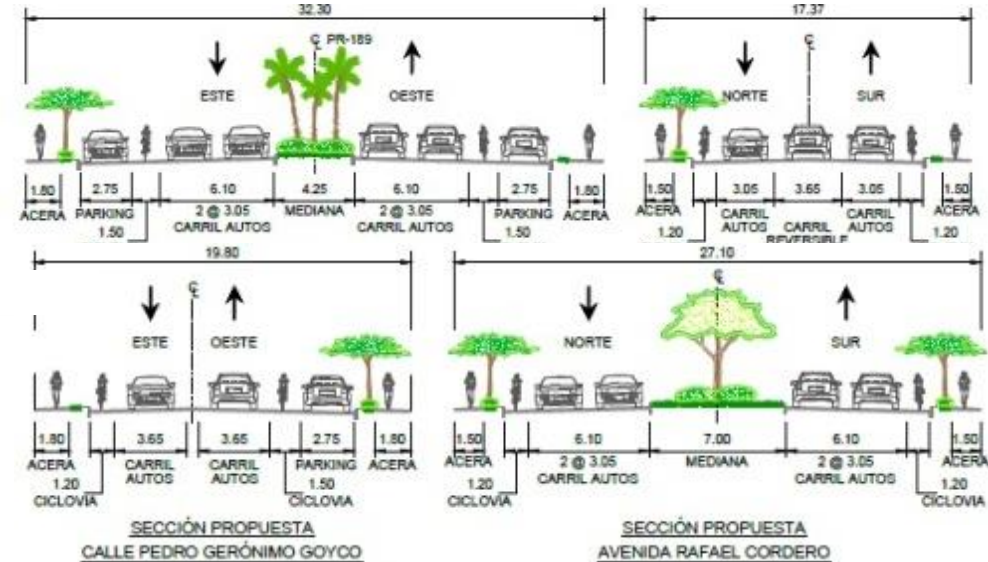 32.30
℄ PR-189
ESTE OESTE
1.80 2.75 6.10 4.25 6.10 2.75 1.80
ACERA PARKING 2 @ 3.05 MEDIANA 2 @ 3.05 PARKING ACERA
CARRIL AUTOS CARRIL AUTOS
1.50 1.50
17.37
℄
NORTE SUR
1.50 3.05 3.65 3.05 1.50
ACERA CARRIL CARRIL CARRIL ACERA
AUTOS REVERSIBLE AUTOS
1.20 1.20
19.80
℄
ESTE OESTE
1.80 3.65 3.65 2.75 1.80
ACERA CARRIL CARRIL PARKING ACERA
AUTOS AUTOS
1.20 1.50
CICLOVIA CICLOVIA
SECCIÓN PROPUESTA
CALLE PEDRO GERÓNIMO GOYCO
27.10
℄
NORTE SUR
1.50 6.10 7.00 6.10 1.50
ACERA 2 @ 3.05 MEDIANA 2 @ 3.05 ACERA
CARRIL AUTOS CARRIL AUTOS
1.20 1.20
CICLOVIA CICLOVIA
SECCIÓN PROPUESTA
AVENIDA RAFAEL CORDERO